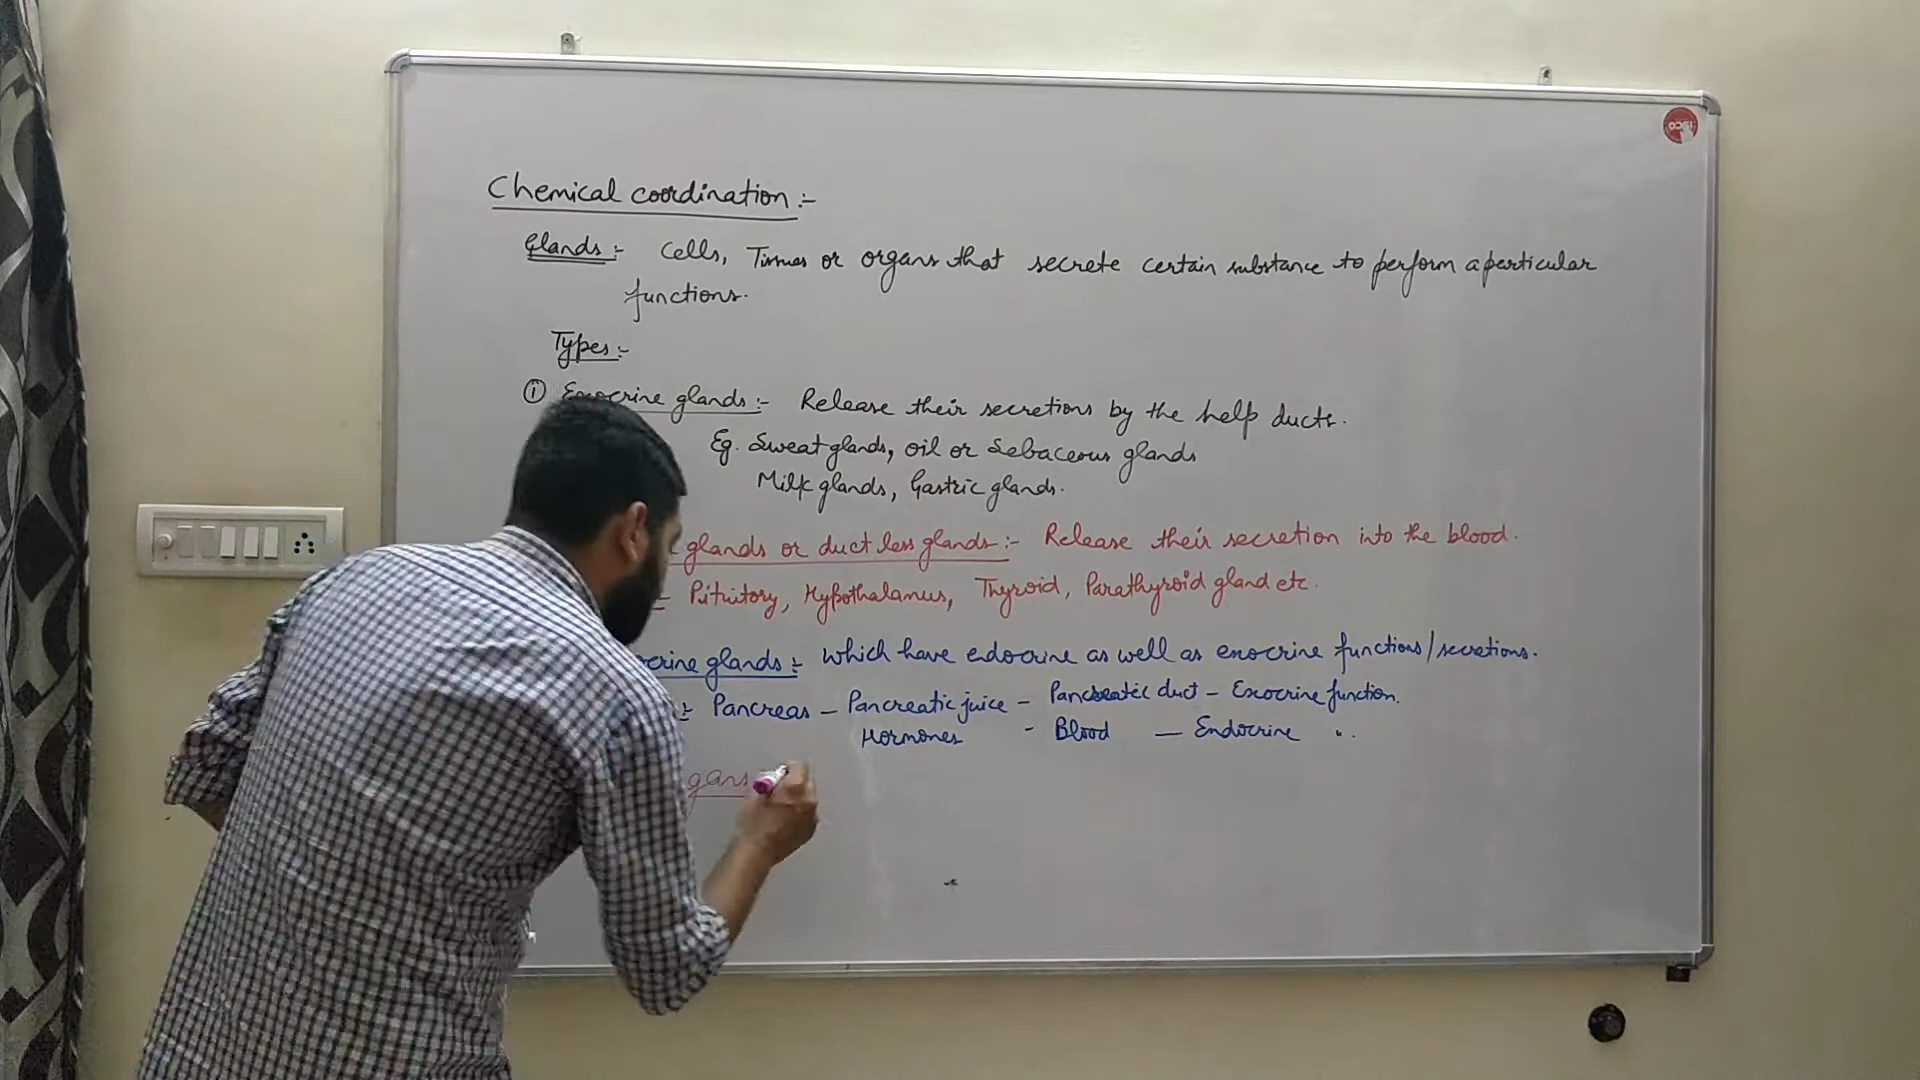 Chemical coordination :-
Glands :- Cells, Tissues or organs that secrete certain substance to perform a perticular
functions.
Types :-
① Exocrine glands :- Release their secretions by the help ducts.
Eg. Sweat glands, oil or Sebaceous glands
Milk glands, Gastric glands.
glands or duct less glands :- Release their secretion into the blood.
Pituitory, Hypothalamus, Thyroid, Parathyroid gland etc.
crine glands :- which have endocrine as well as exocrine functions/secretions.
Pancreas – Pancreatic juice – Pancreatic duct – Exocrine function.
Hormones - Blood — Endocrine "
gans